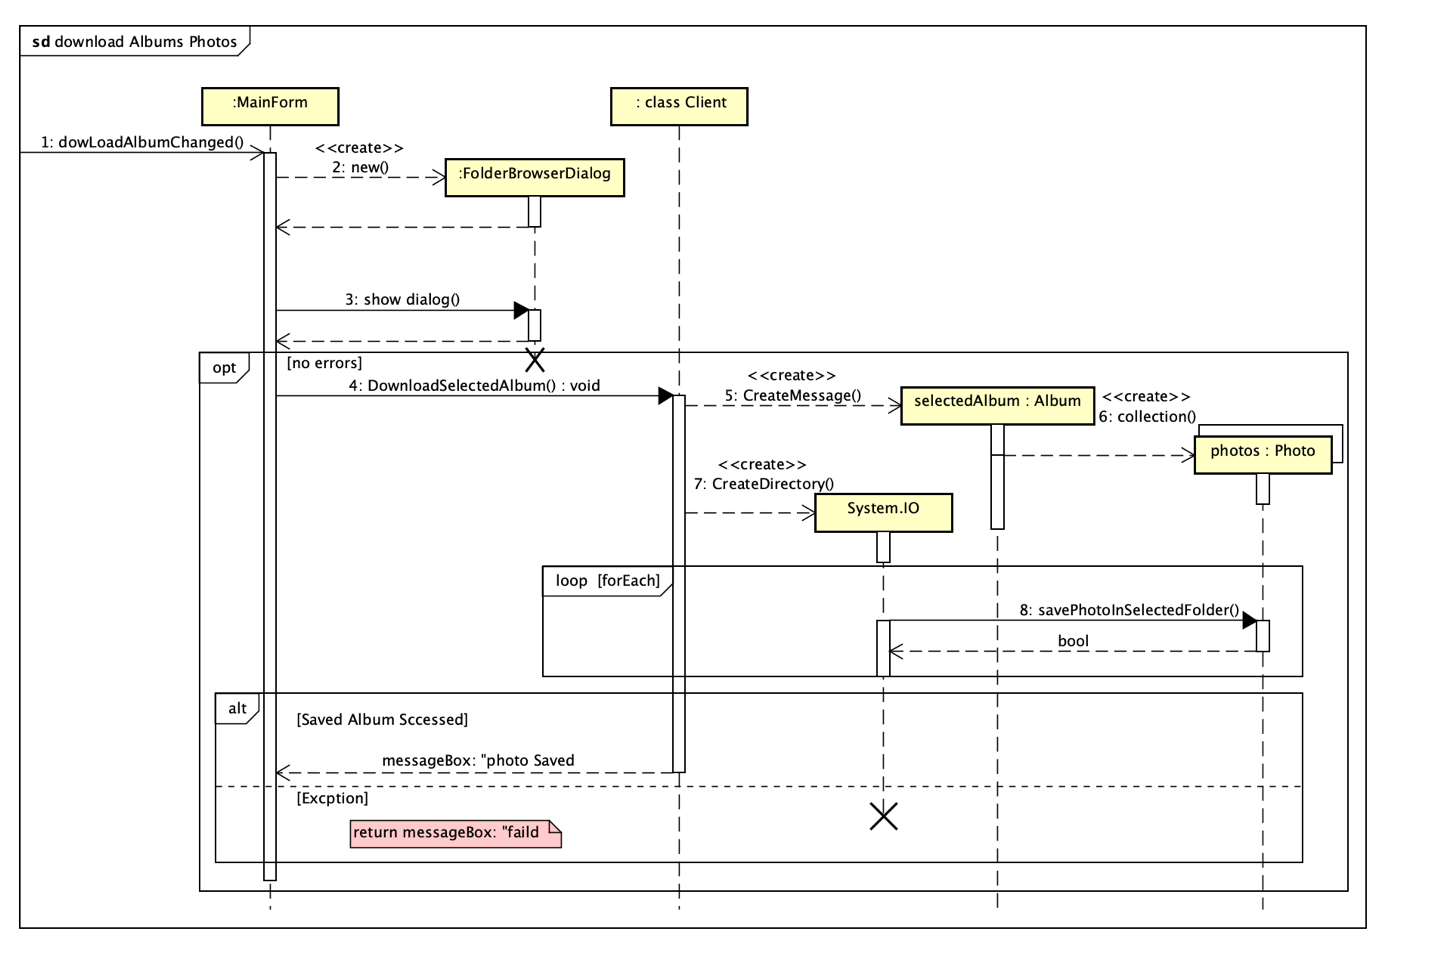 sd download Albums Photos
:MainForm
: class Client
1: dowLoadAlbumChanged()
<<create>>
2: new()
:FolderBrowserDialog
3: show dialog()
opt
[no errors]
4: DownloadSelectedAlbum() : void
<<create>>
5: CreateMessage()
selectedAlbum : Album
<<create>>
6: collection()
photos : Photo
<<create>>
7: CreateDirectory()
System.IO
loop [forEach]
8: savePhotoInSelectedFolder()
bool
alt
[Saved Album Sccessed]
messageBox: "photo Saved
[Excption]
return messageBox: "faild